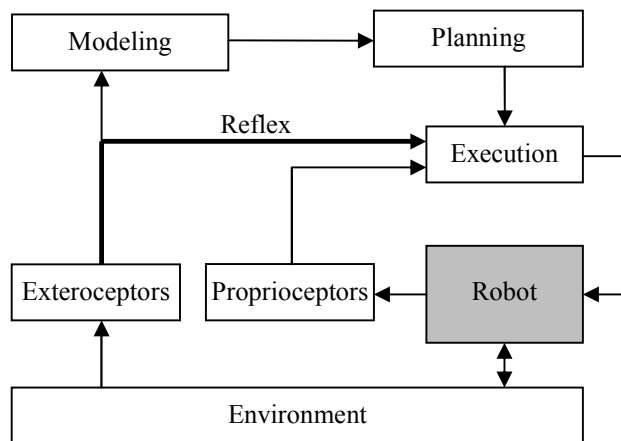 Modeling
Planning
Reflex
Execution
Exteroceptors
Proprioceptors
Robot
Environment